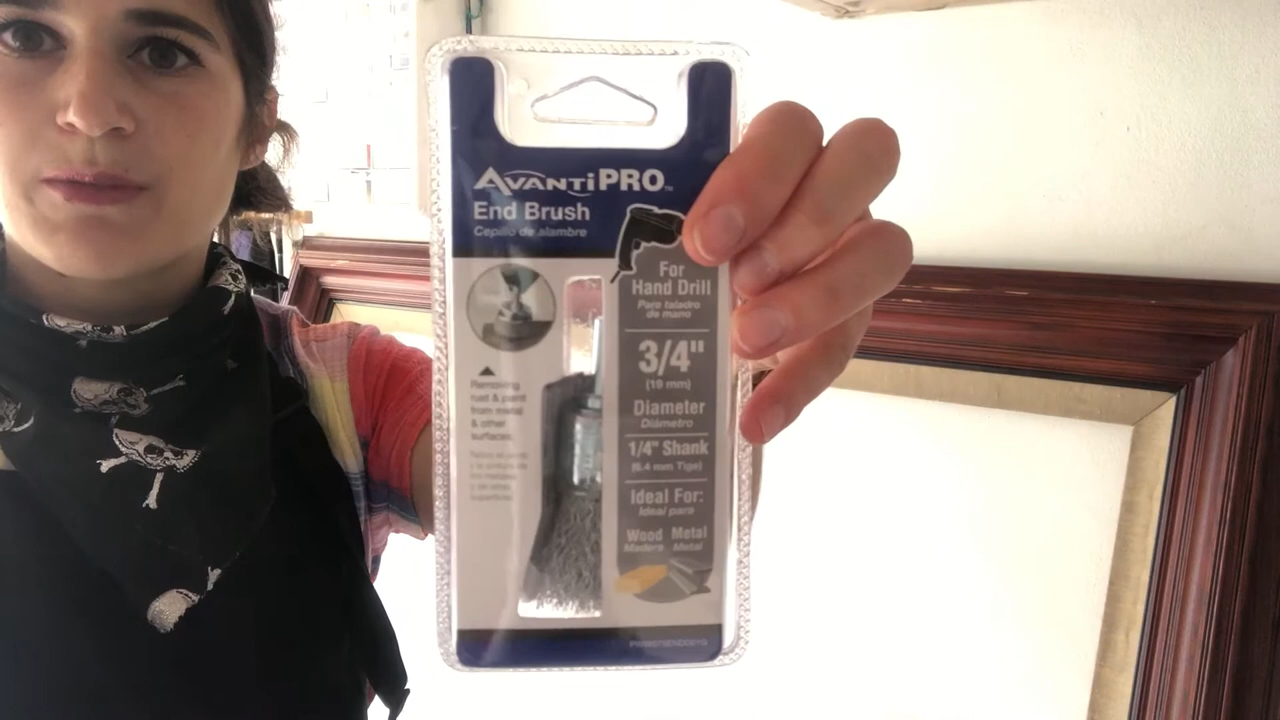 AVANTI PRO™
End Brush
Cepillo de alambre
For
Hand Drill
Para taladro
de mano
3/4"
(19 mm)
Diameter
Diámetro
1/4" Shank
(6.4 mm Tige)
Ideal For:
Ideal para
Wood Metal
Madera Metal
Removing
rust & paint
from metal
& other
surfaces.